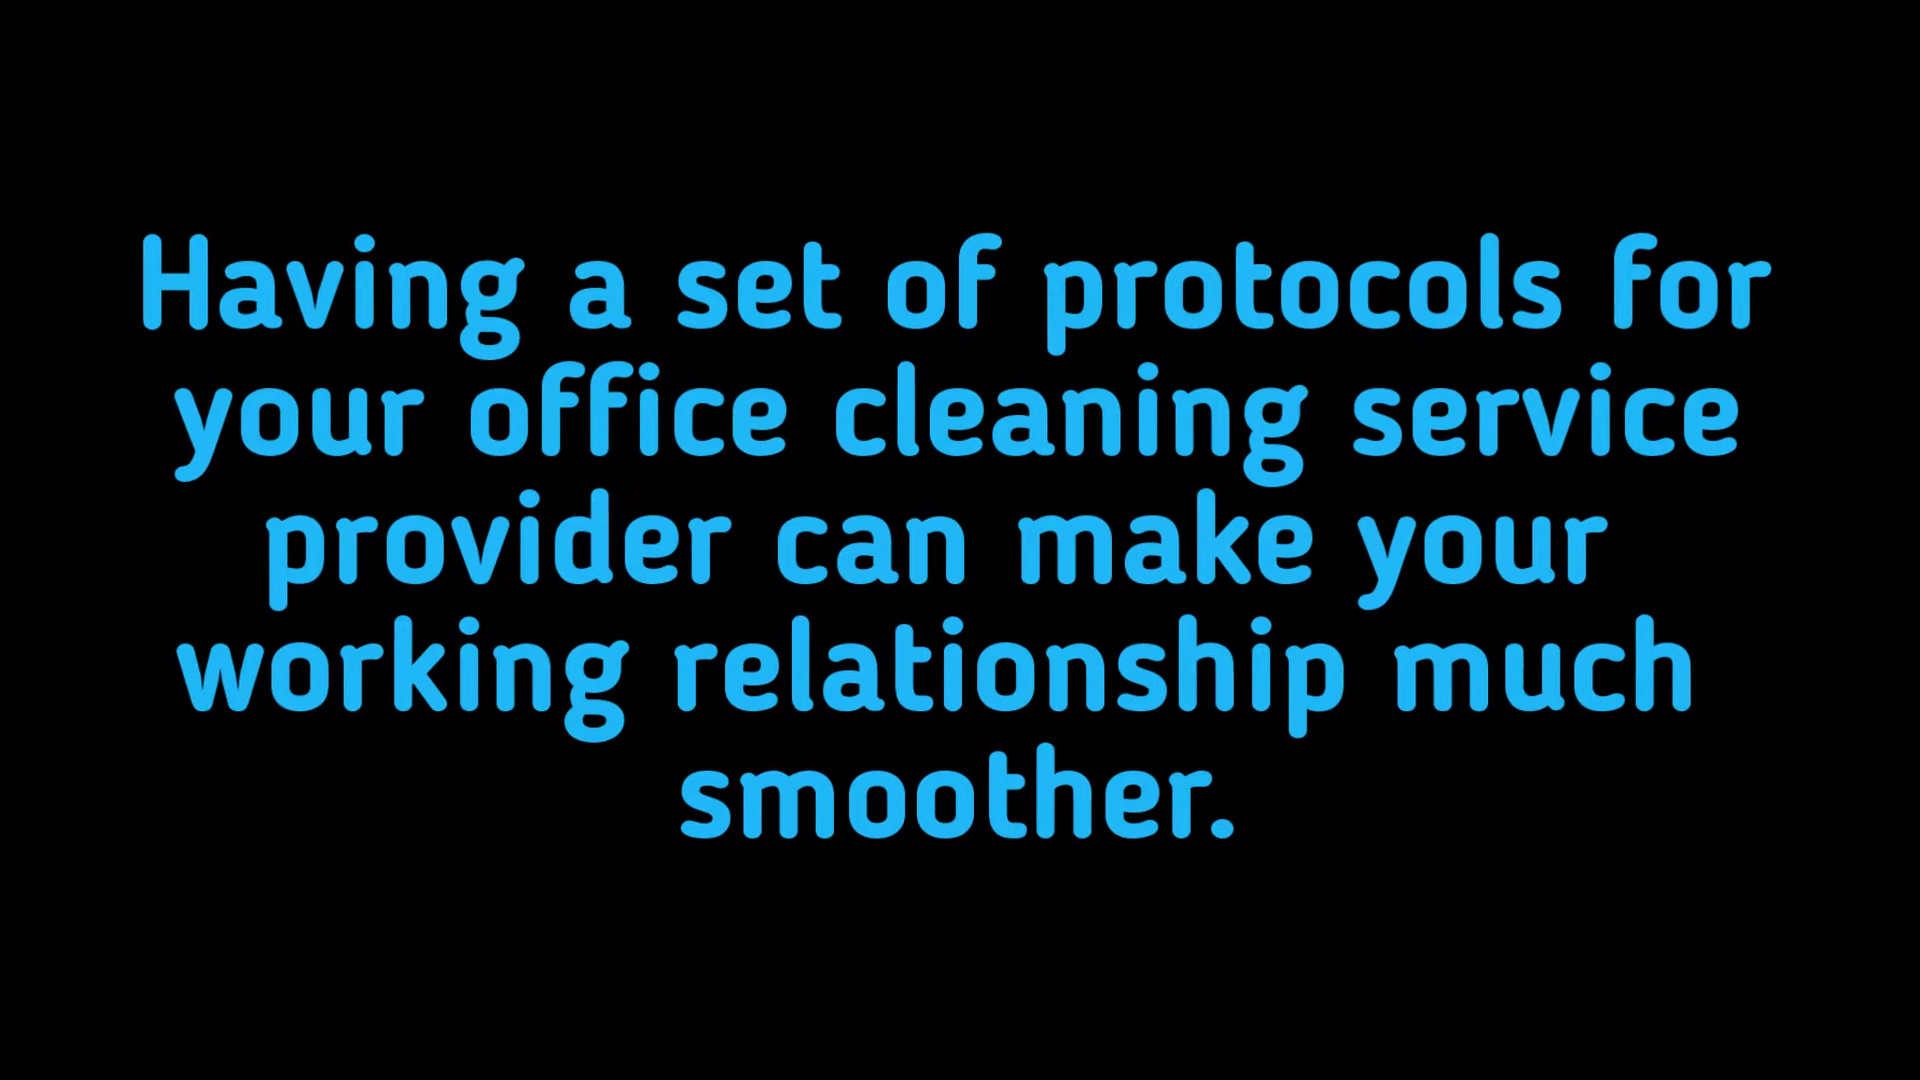 Having a set of protocols for
your office cleaning service
provider can make your
working relationship much
smoother.